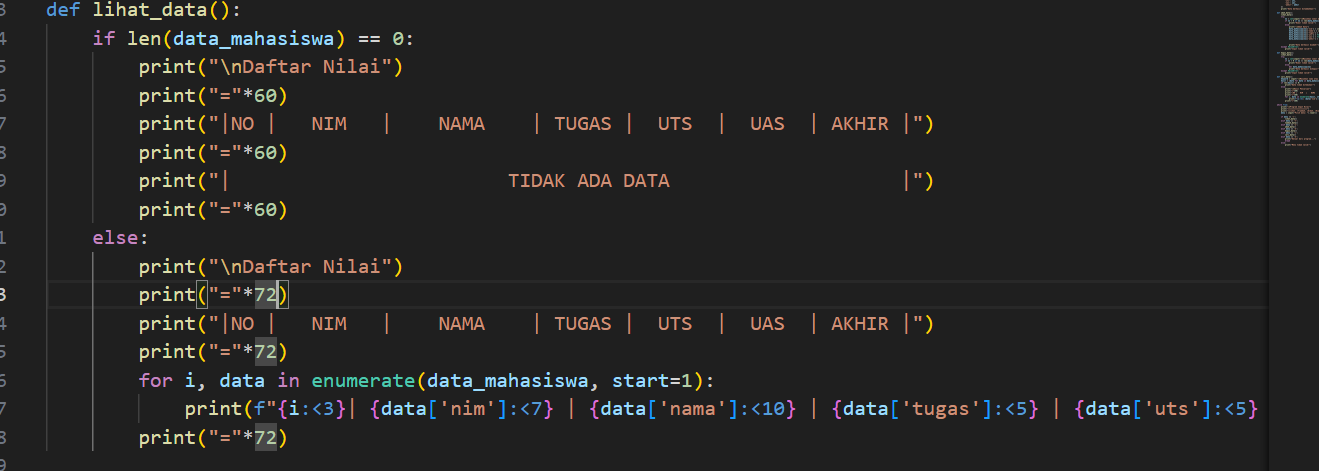 3 def lihat_data():
4     if len(data_mahasiswa) == 0:
5         print("\nDaftar Nilai")
6         print("="*60)
7         print("|NO |   NIM   |    NAMA    | TUGAS |  UTS  |  UAS  | AKHIR |")
8         print("="*60)
9         print("|                        TIDAK ADA DATA                    |")
0         print("="*60)
1     else:
2         print("\nDaftar Nilai")
3         print("="*72)
4         print("|NO |   NIM   |    NAMA    | TUGAS |  UTS  |  UAS  | AKHIR |")
5         print("="*72)
6         for i, data in enumerate(data_mahasiswa, start=1):
7             print(f"{i:<3}| {data['nim']:<7} | {data['nama']:<10} | {data['tugas']:<5} | {data['uts']:<5}
8         print("="*72)
9